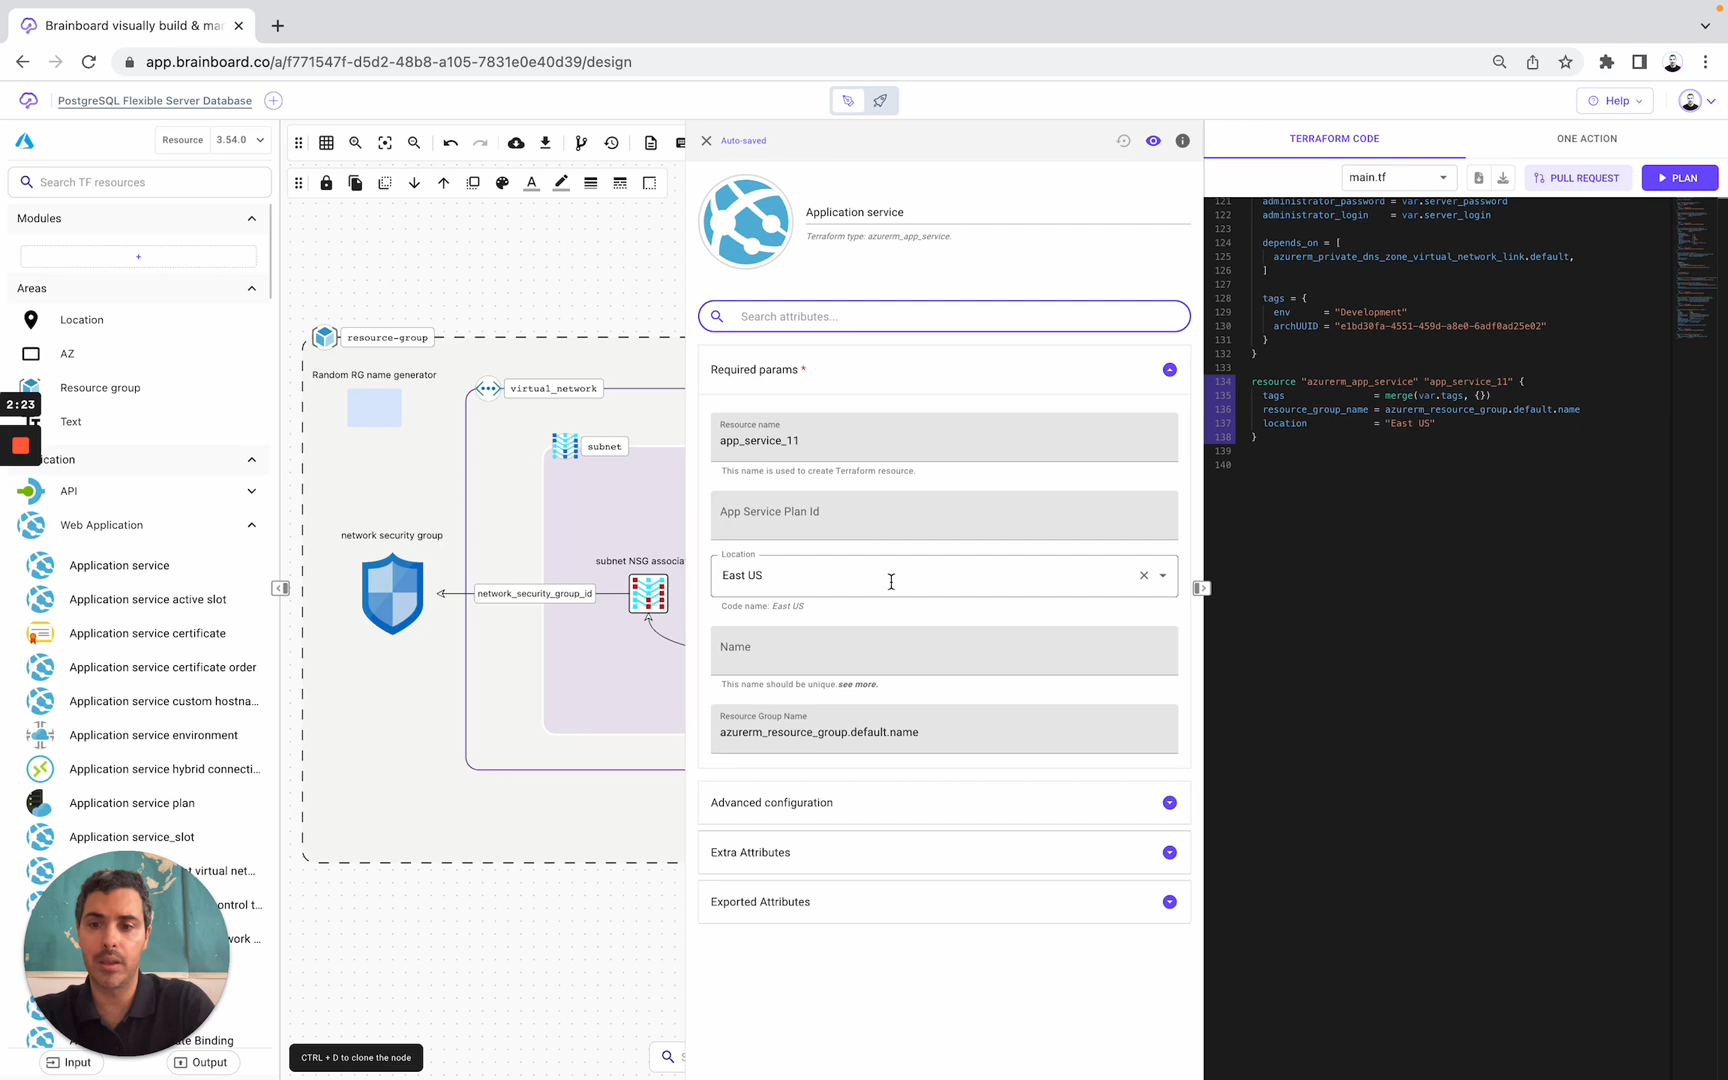 Brainboard visually build & mar
app.brainboard.co/a/f771547f-d5d2-48b8-a105-7831e0e40d39/design
PostgreSQL Flexible Server Database
Help
Resource 3.54.0
Search TF resources
Modules
+
Areas
Location
AZ
Resource group
2:23
Text
ication
API
Web Application
Application service
Application service active slot
Application service certificate
Application service certificate order
Application service custom hostna...
Application service environment
Application service hybrid connecti...
Application service plan
Application service_slot
t virtual net...
ontrol t...
work ...
te Binding
Input
Output
resource-group
Random RG name generator
virtual_network
subnet
network security group
subnet NSG associa
network_security_group_id
CTRL + D to clone the node
S
Auto-saved
Application service
Terraform type: azurerm_app_service.
Search attributes...
Required params *
Resource name
app_service_11
This name is used to create Terraform resource.
App Service Plan Id
Location
East US
Code name: East US
Name
This name should be unique.see more.
Resource Group Name
azurerm_resource_group.default.name
Advanced configuration
Extra Attributes
Exported Attributes
TERRAFORM CODE
ONE ACTION
main.tf
PULL REQUEST
PLAN
121 administrator_password = var.server_password
122 administrator_login = var.server_login
123
124 depends_on = [
125 azurerm_private_dns_zone_virtual_network_link.default,
126 ]
127
128 tags = {
129 env = "Development"
130 archUUID = "e1bd30fa-4551-459d-a8e0-6adf0ad25e02"
131 }
132 }
133
134 resource "azurerm_app_service" "app_service_11" {
135 tags = merge(var.tags, {})
136 resource_group_name = azurerm_resource_group.default.name
137 location = "East US"
138 }
139
140